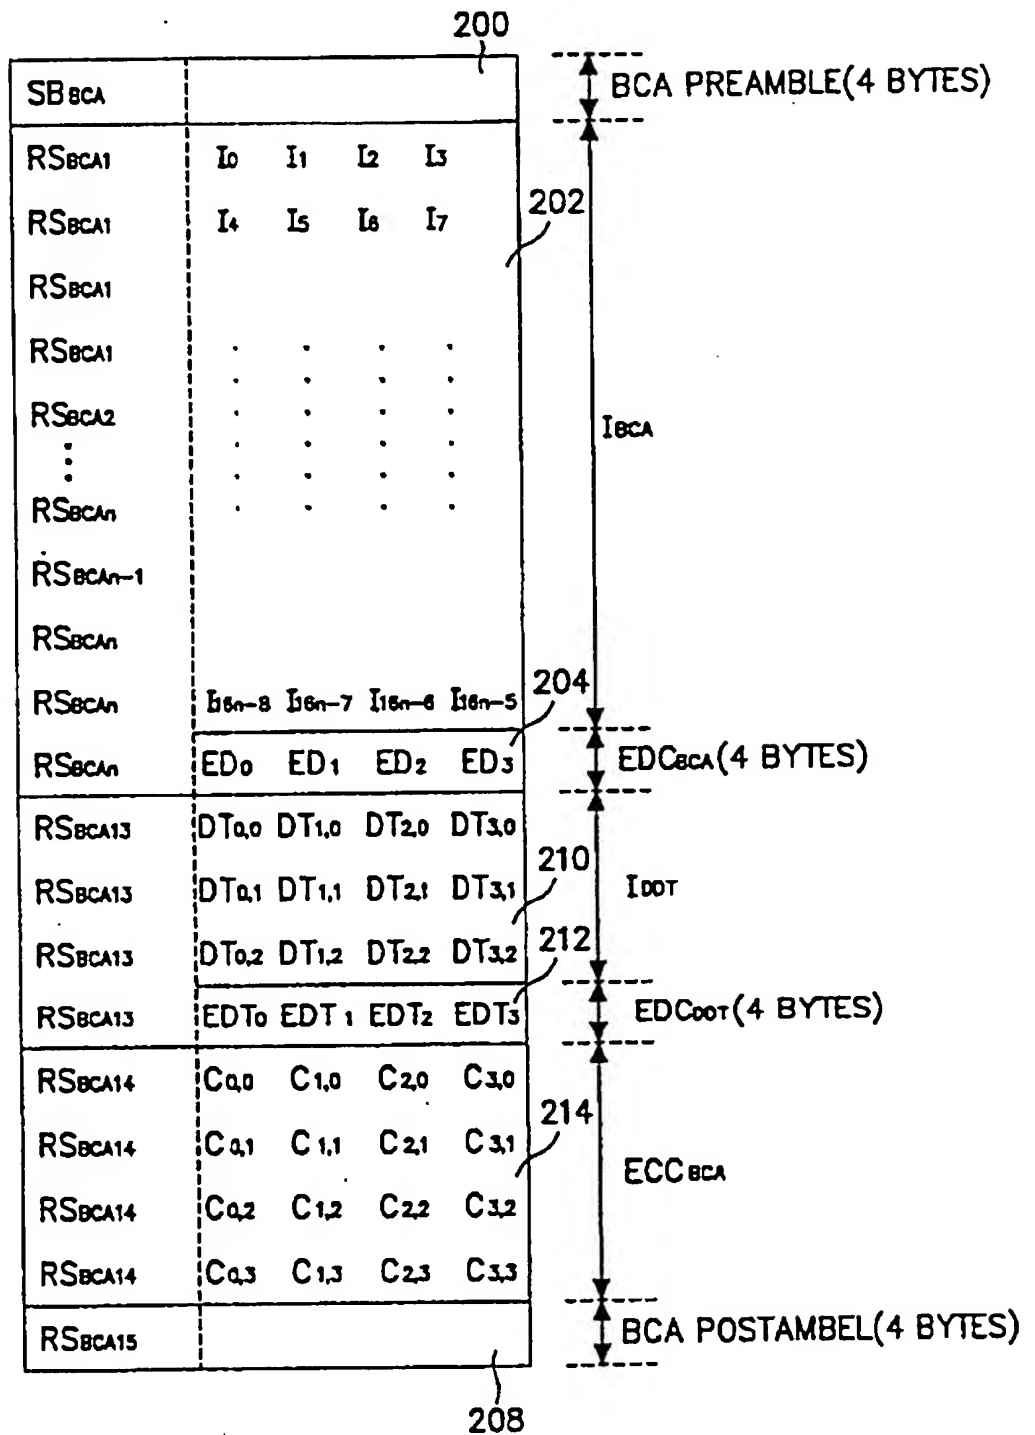 200
SBBCA BCA PREAMBLE(4 BYTES)
RSBCA1 I0 I1 I2 I3
202
RSBCA1 I4 I5 I6 I7
RSBCA1
RSBCA1 . . . .
. . . .
RSBCA2 . . . . IBCA
⋮ . . . .
. . . .
RSBCAn . . . .
RSBCAn-1
RSBCAn
204
RSBCAn I16n-8 I16n-7 I16n-6 I16n-5
RSBCAn ED0 ED1 ED2 ED3 EDCBCA(4 BYTES)
RSBCA13 DT0,0 DT1,0 DT2,0 DT3,0
210
RSBCA13 DT0,1 DT1,1 DT2,1 DT3,1 IDDT
212
RSBCA13 DT0,2 DT1,2 DT2,2 DT3,2
RSBCA13 EDT0 EDT1 EDT2 EDT3 EDCDDT(4 BYTES)
RSBCA14 C0,0 C1,0 C2,0 C3,0
214
RSBCA14 C0,1 C1,1 C2,1 C3,1
ECCBCA
RSBCA14 C0,2 C1,2 C2,2 C3,2
RSBCA14 C0,3 C1,3 C2,3 C3,3
RSBCA15 BCA POSTAMBEL(4 BYTES)
208